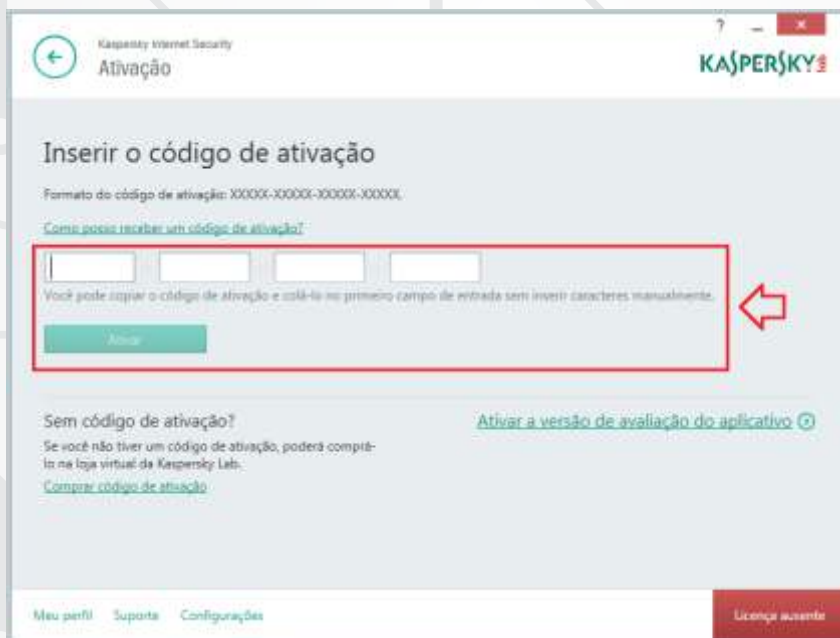 Kaspersky Internet Security
Ativação
? _ x
KASPERSKY lab
Inserir o código de ativação
Formato do código de ativação: XXXXX-XXXXX-XXXXX-XXXXX.
Como posso receber um código de ativação?
Você pode copiar o código de ativação e colá-lo no primeiro campo de entrada sem inserir caracteres manualmente.
Ativar
Sem código de ativação?
Ativar a versão de avaliação do aplicativo
Se você não tiver um código de ativação, poderá comprá-
lo na loja virtual da Kaspersky Lab.
Comprar código de ativação
Meu perfil Suporte Configurações
Licença ausente